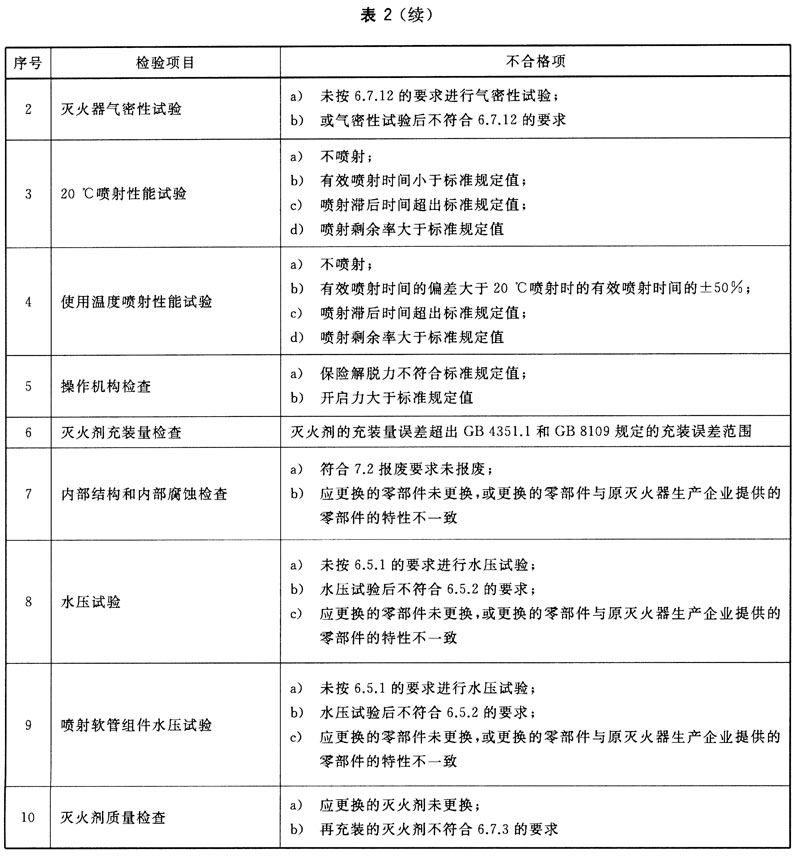 表 2（续）
序号 检验项目 不合格项
2 灭火器气密性试验
a） 未按 6.7.12 的要求进行气密性试验；
b） 或气密性试验后不符合 6.7.12 的要求
3 20 ℃喷射性能试验
a） 不喷射；
b） 有效喷射时间小于标准规定值；
c） 喷射滞后时间超出标准规定值；
d） 喷射剩余率大于标准规定值
4 使用温度喷射性能试验
a） 不喷射；
b） 有效喷射时间的偏差大于 20 ℃喷射时的有效喷射时间的±50%；
c） 喷射滞后时间超出标准规定值；
d） 喷射剩余率大于标准规定值
5 操作机构检查
a） 保险解脱力不符合标准规定值；
b） 开启力大于标准规定值
6 灭火剂充装量检查 灭火剂的充装量误差超出 GB 4351.1 和 GB 8109 规定的充装误差范围
7 内部结构和内部腐蚀检查
a） 符合 7.2 报废要求未报废；
b） 应更换的零部件未更换，或更换的零部件与原灭火器生产企业提供的
零部件的特性不一致
8 水压试验
a） 未按 6.5.1 的要求进行水压试验；
b） 水压试验后不符合 6.5.2 的要求；
c） 应更换的零部件未更换，或更换的零部件与原灭火器生产企业提供的
零部件的特性不一致
9 喷射软管组件水压试验
a） 未按 6.5.1 的要求进行水压试验；
b） 水压试验后不符合 6.5.2 的要求；
c） 应更换的零部件未更换，或更换的零部件与原灭火器生产企业提供的
零部件的特性不一致
10 灭火剂质量检查
a） 应更换的灭火剂未更换；
b） 再充装的灭火剂不符合 6.7.3 的要求